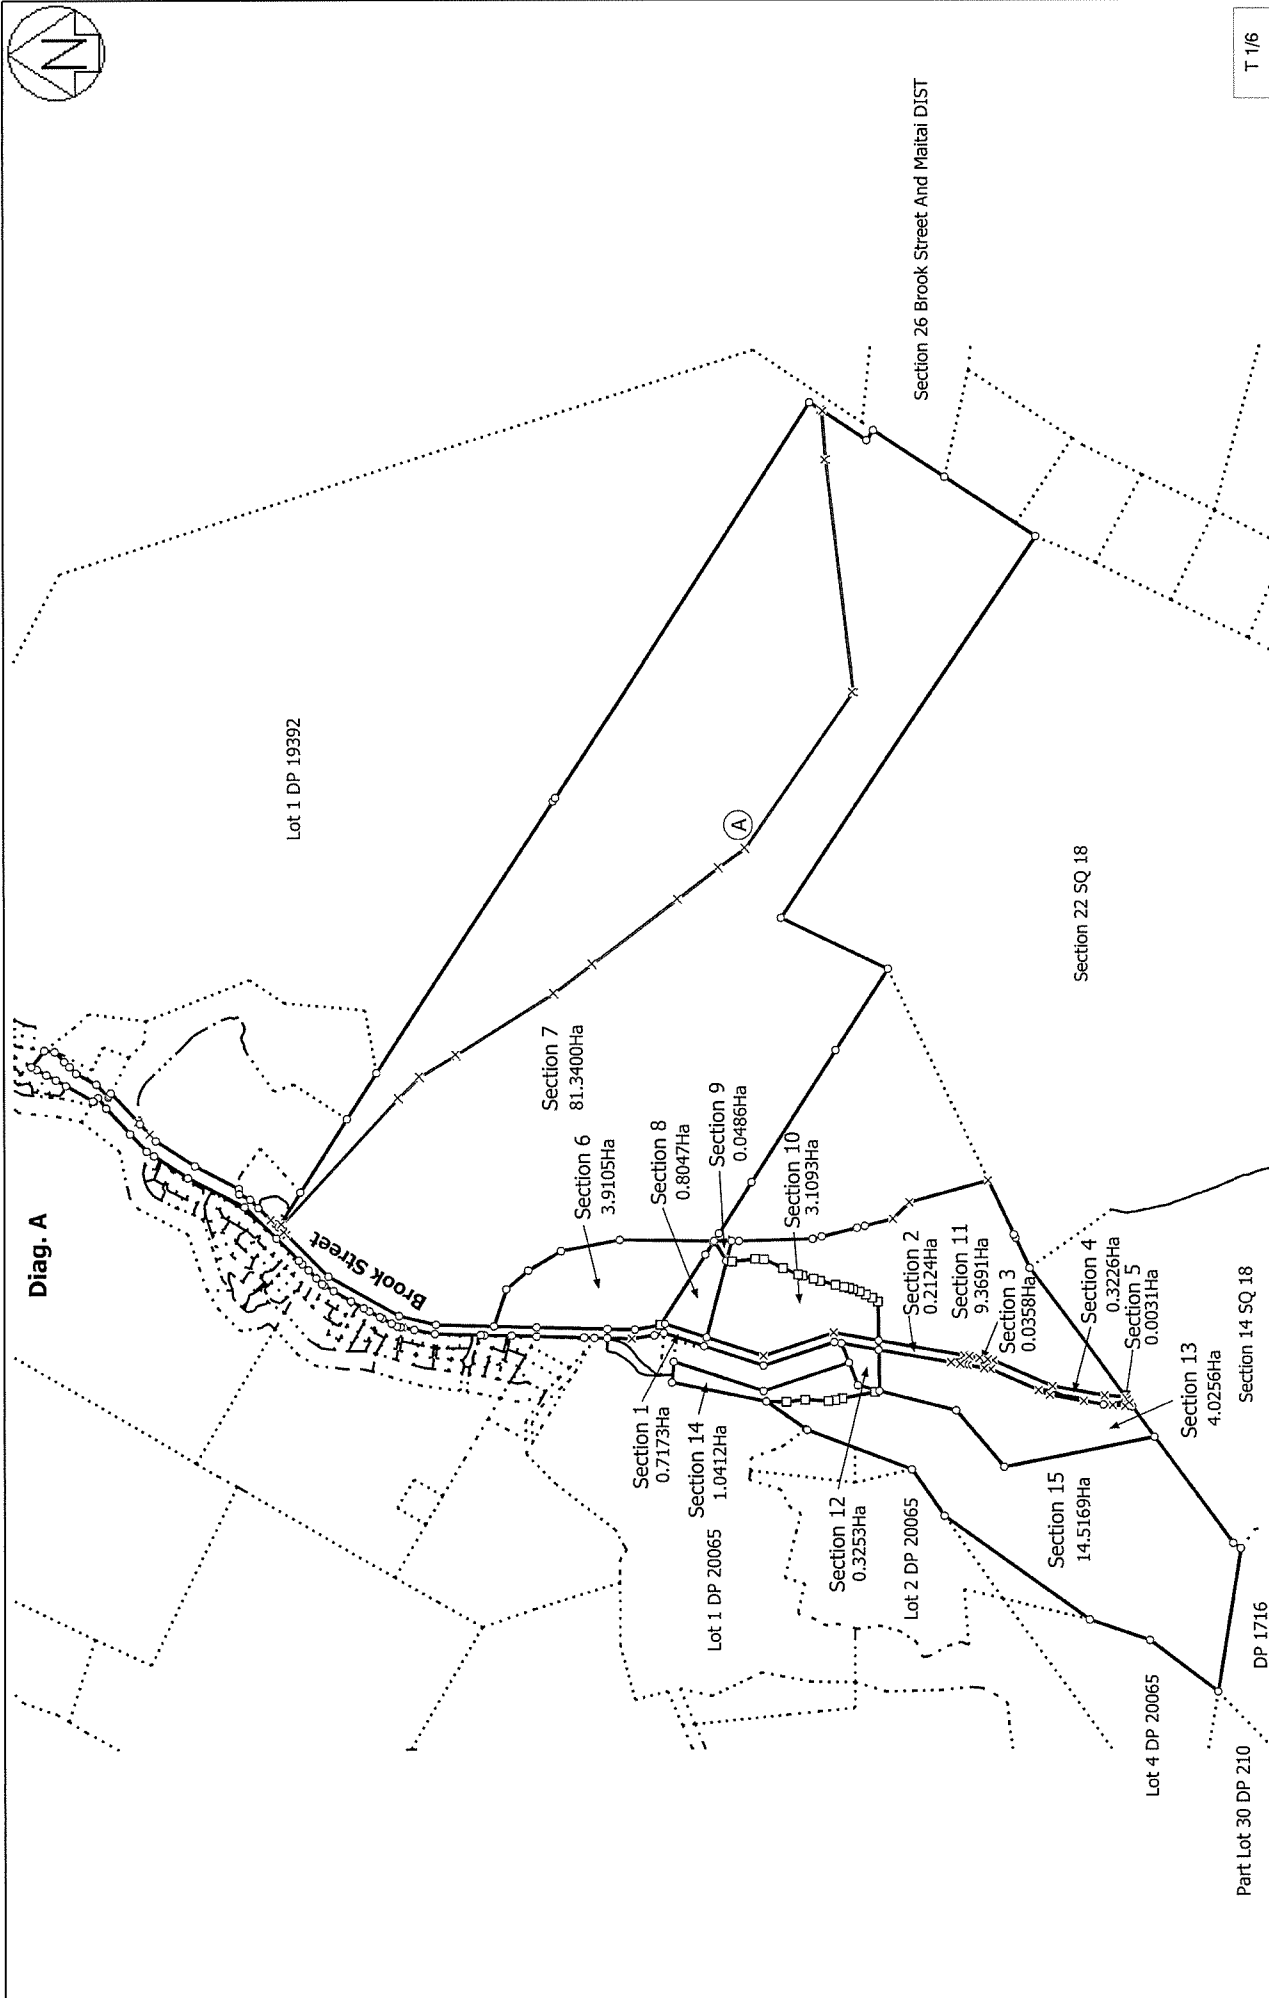 Diag. A
N
Brook Street
Lot 1 DP 19392
Section 26 Brook Street And Maitai DIST
T 1/6
A
Section 7
81.3400Ha
Section 6
3.9105Ha
Section 8
0.8047Ha
Section 9
0.0486Ha
Section 10
3.1093Ha
Section 2
0.2124Ha
Section 11
9.3691Ha
Section 3
0.0358Ha
Section 4
0.3226Ha
Section 5
0.0031Ha
Section 22 SQ 18
Section 1
0.7173Ha
Section 14
1.0412Ha
Section 12
0.3253Ha
Section 15
14.5169Ha
Section 13
4.0256Ha
Section 14 SQ 18
Lot 1 DP 20065
Lot 2 DP 20065
Lot 4 DP 20065
DP 1716
Part Lot 30 DP 210